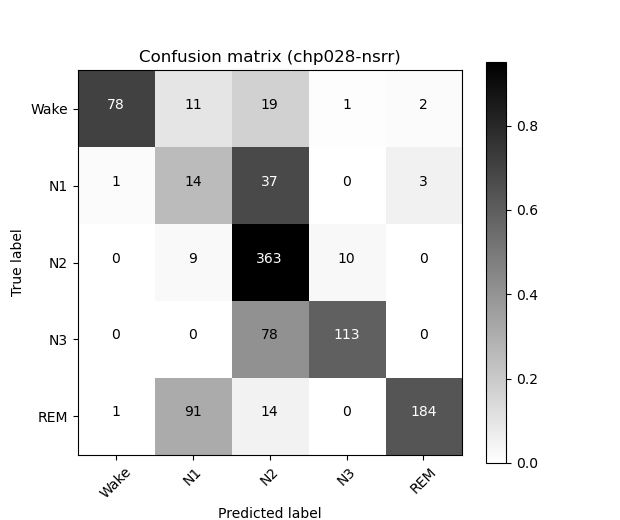 Confusion matrix (chp028-nsrr)
Wake 78 11 19 1 2
N1 1 14 37 0 3
N2 0 9 363 10 0
N3 0 0 78 113 0
REM 1 91 14 0 184
Wake N1 N2 N3 REM
Predicted label
True label
0.8
0.6
0.4
0.2
0.0